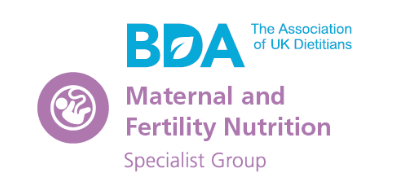 BDA
The Association
of UK Dietitians
Maternal and
Fertility Nutrition
Specialist Group